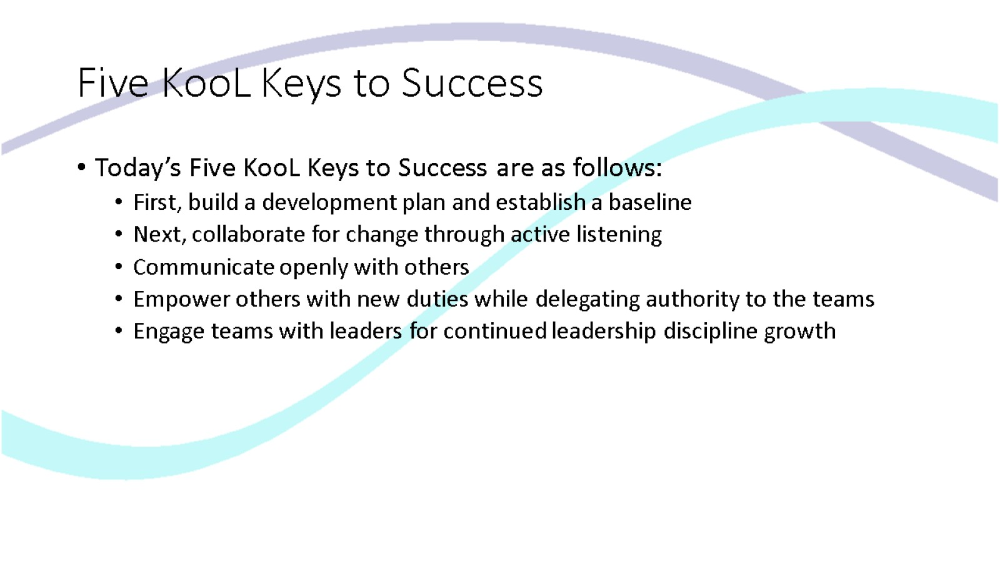 Five KooL Keys to Success
• Today’s Five KooL Keys to Success are as follows:
• First, build a development plan and establish a baseline
• Next, collaborate for change through active listening
• Communicate openly with others
• Empower others with new duties while delegating authority to the teams
• Engage teams with leaders for continued leadership discipline growth